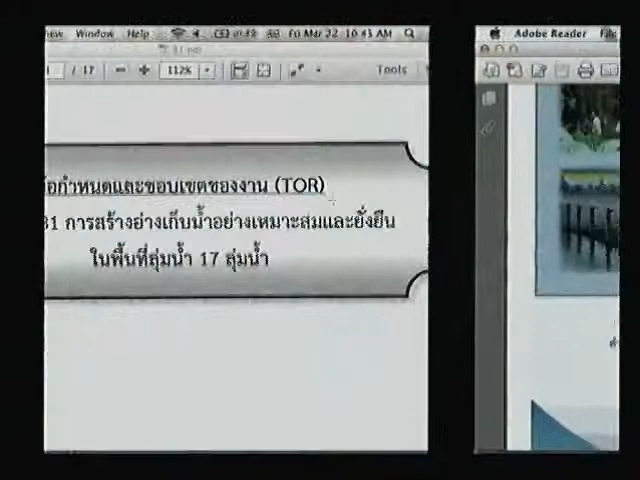 Window Help Fri Mar 22 10:43 AM
Adobe Reader
/ 17 112% Tools
ข้อกำหนดและขอบเขตของงาน (TOR)
การสร้างอ่างเก็บน้ำอย่างเหมาะสมและยั่งยืน
ในพื้นที่ลุ่มน้ำ 17 ลุ่มน้ำ